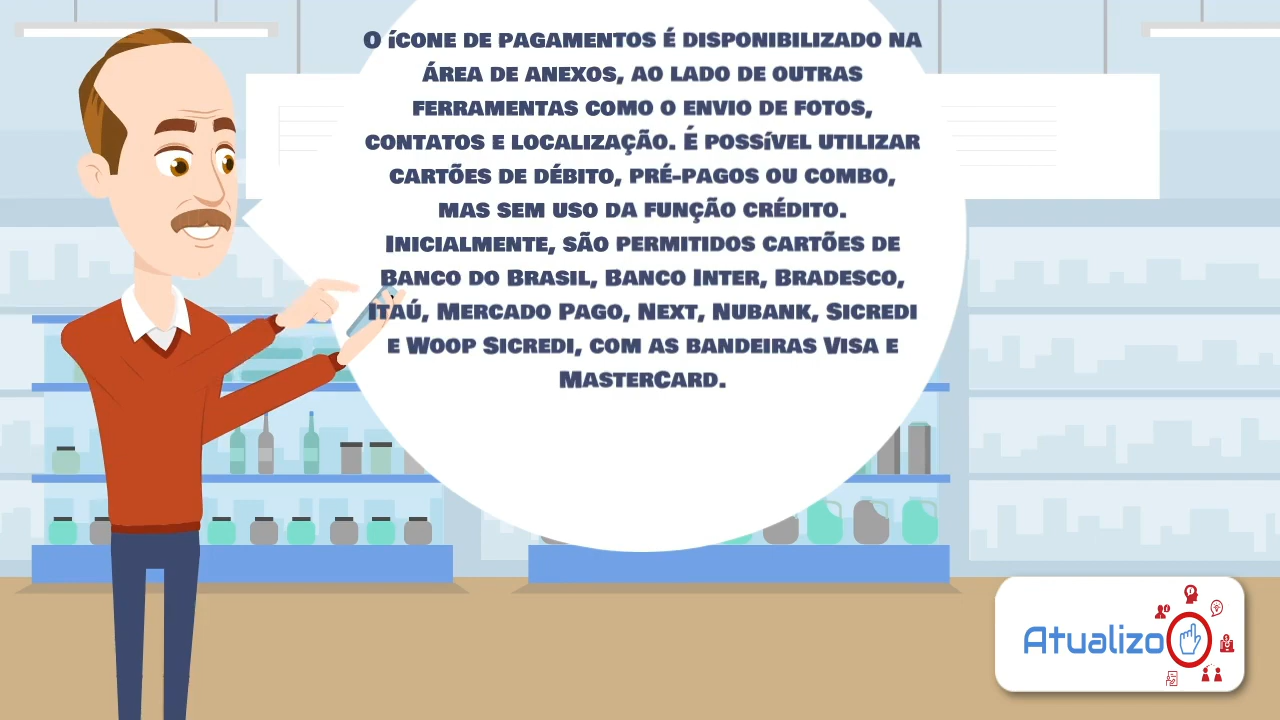 O ícone de pagamentos é disponibilizado na
área de anexos, ao lado de outras
ferramentas como o envio de fotos,
contatos e localização. É possível utilizar
cartões de débito, pré-pagos ou combo,
mas sem uso da função crédito.
Inicialmente, são permitidos cartões de
Banco do Brasil, Banco Inter, Bradesco,
Itaú, Mercado Pago, Next, Nubank, Sicredi
e Woop Sicredi, com as bandeiras Visa e
MasterCard.
Atualizo